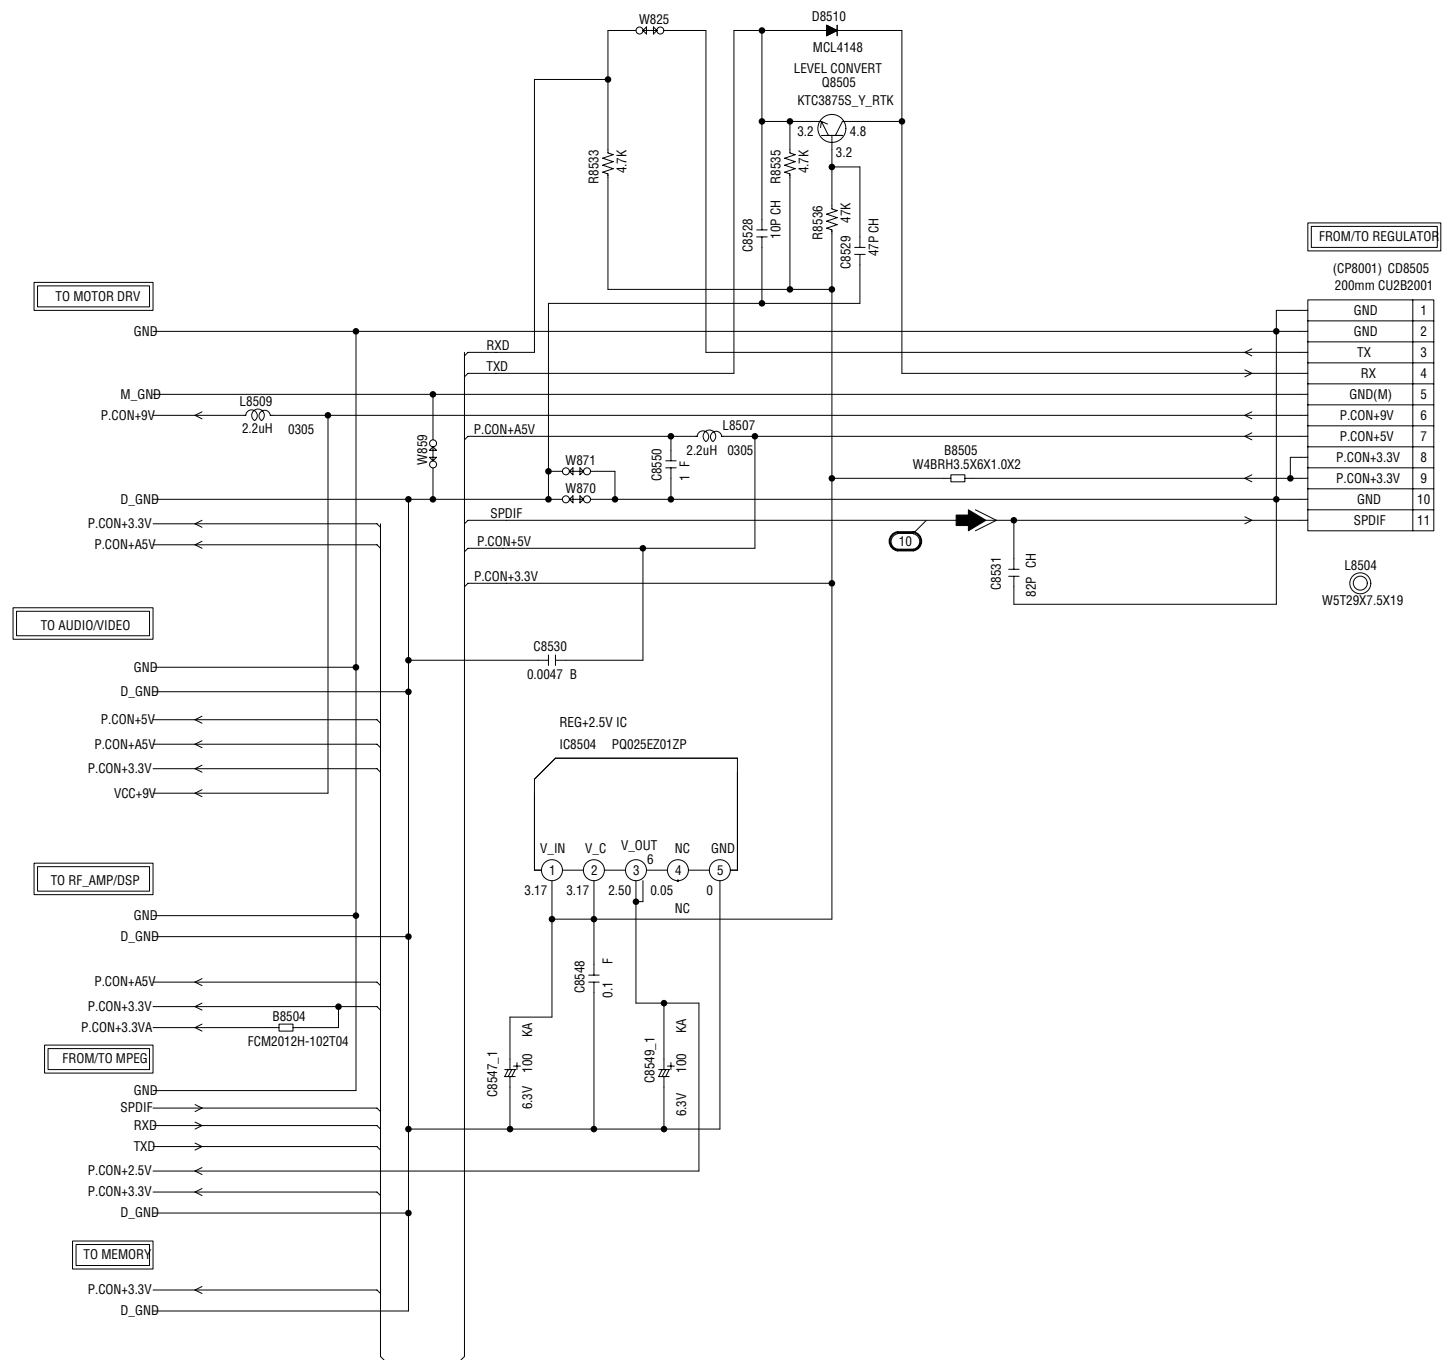 W825
D8510
MCL4148
LEVEL CONVERT
Q8505
KTC3875S_Y_RTK
3.2
4.8
3.2
R8533
4.7K
R8535
4.7K
R8536
47K
C8528
10P CH
C8529
47P CH
FROM/TO REGULATOR
(CP8001) CD8505
200mm CU2B2001
GND 1
GND 2
TX 3
RX 4
GND(M) 5
P.CON+9V 6
P.CON+5V 7
P.CON+3.3V 8
P.CON+3.3V 9
GND 10
SPDIF 11
L8504
W5T29X7.5X19
TO MOTOR DRV
GND
M_GND
P.CON+9V
L8509
2.2uH 0305
W859
D_GND
P.CON+3.3V
P.CON+A5V
RXD
TXD
P.CON+A5V
C8550
1 F
L8507
2.2uH 0305
W871
W870
B8505
W4BRH3.5X6X1.0X2
SPDIF
10
P.CON+5V
P.CON+3.3V
C8531
82P CH
C8530
0.0047 B
TO AUDIO/VIDEO
GND
D_GND
P.CON+5V
P.CON+A5V
P.CON+3.3V
VCC+9V
REG+2.5V IC
IC8504 PQ025EZ01ZP
V_IN V_C V_OUT NC GND
6
1 2 3 4 5
3.17 3.17 2.50 0.05 0
NC
C8548
0.1 F
C8547_1
100 KA
6.3V
C8549_1
100 KA
6.3V
TO RF_AMP/DSP
GND
D_GND
P.CON+A5V
P.CON+3.3V
P.CON+3.3VA
B8504
FCM2012H-102T04
FROM/TO MPEG
GND
SPDIF
RXD
TXD
P.CON+2.5V
P.CON+3.3V
D_GND
TO MEMORY
P.CON+3.3V
D_GND